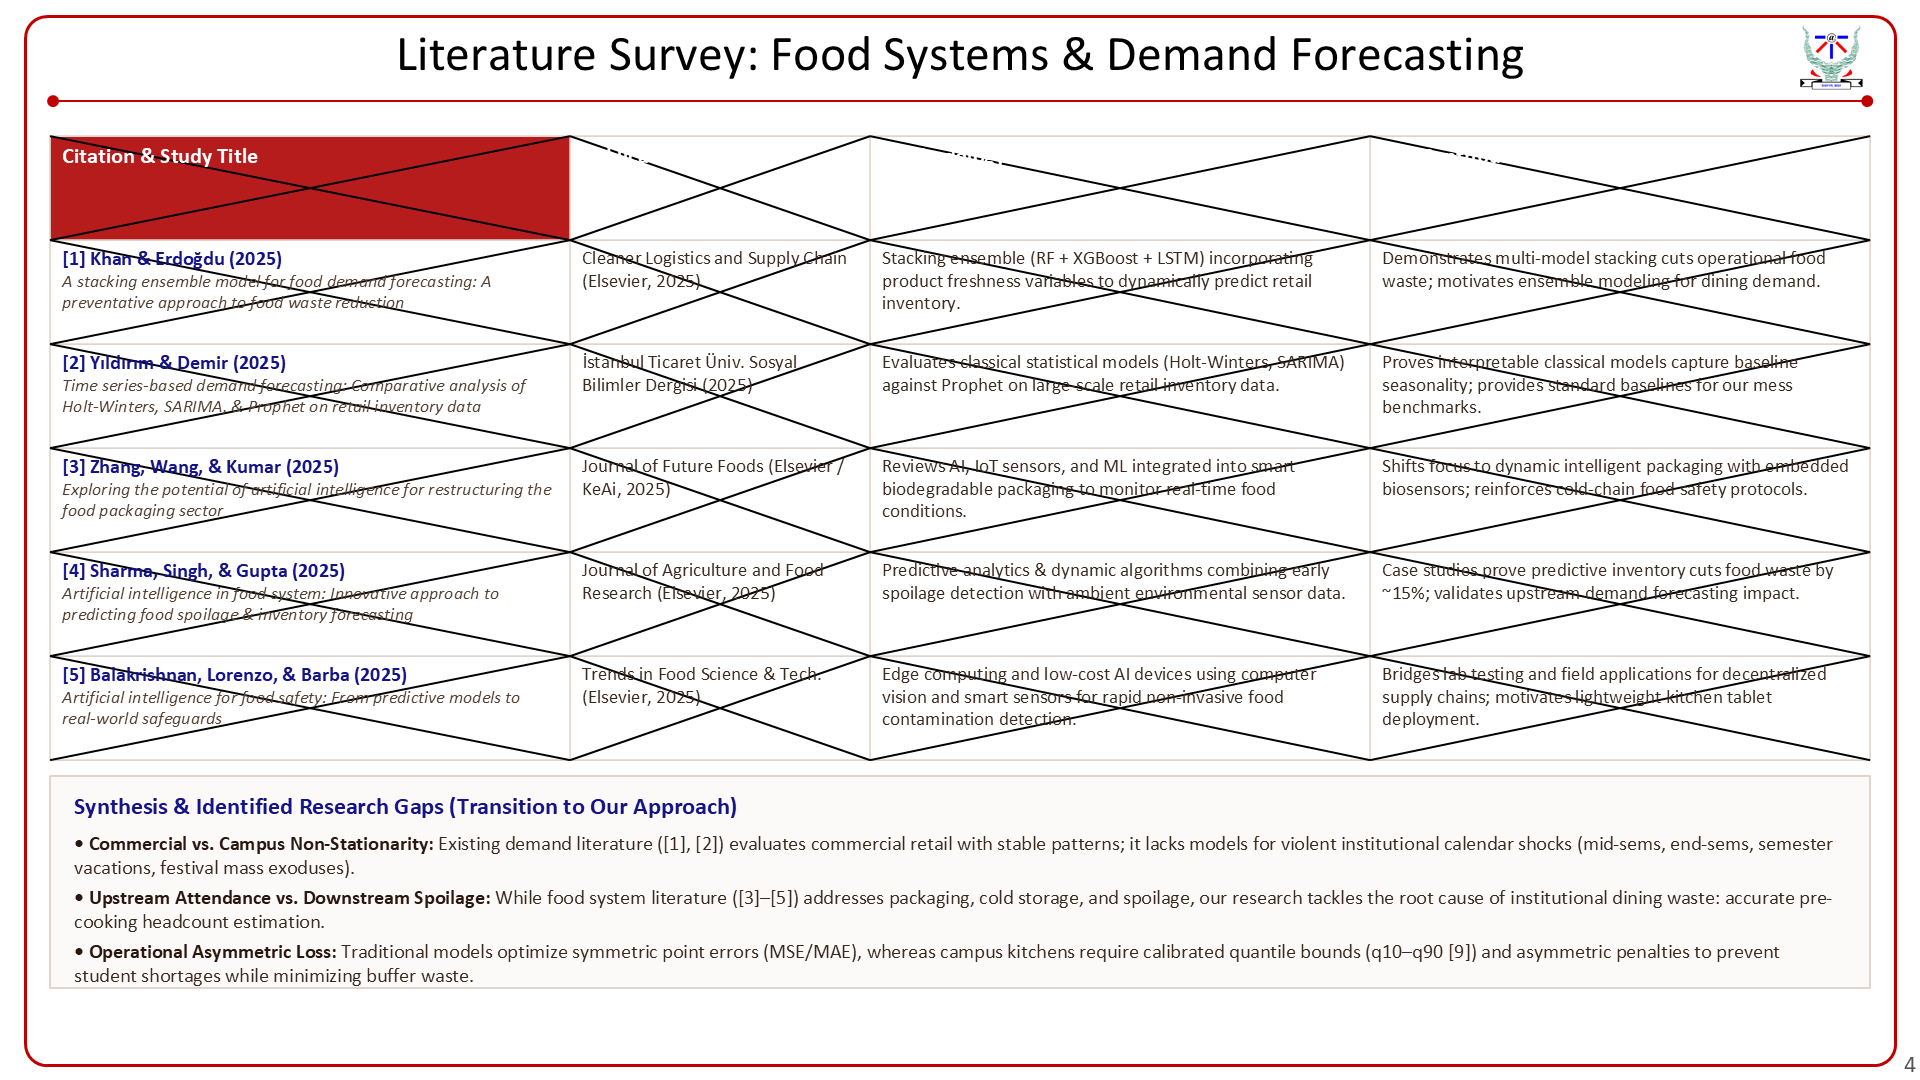 Literature Survey: Food Systems & Demand Forecasting
Citation & Study Title
[1] Khan & Erdoğdu (2025)
A stacking ensemble model for food demand forecasting: A
preventative approach to food waste reduction
Cleaner Logistics and Supply Chain
(Elsevier, 2025)
Stacking ensemble (RF + XGBoost + LSTM) incorporating
product freshness variables to dynamically predict retail
inventory.
Demonstrates multi-model stacking cuts operational food
waste; motivates ensemble modeling for dining demand.
[2] Yıldırım & Demir (2025)
Time series-based demand forecasting: Comparative analysis of
Holt-Winters, SARIMA, & Prophet on retail inventory data
İstanbul Ticaret Üniv. Sosyal
Bilimler Dergisi (2025)
Evaluates classical statistical models (Holt-Winters, SARIMA)
against Prophet on large-scale retail inventory data.
Proves interpretable classical models capture baseline
seasonality; provides standard baselines for our mess
benchmarks.
[3] Zhang, Wang, & Kumar (2025)
Exploring the potential of artificial intelligence for restructuring the
food packaging sector
Journal of Future Foods (Elsevier /
KeAi, 2025)
Reviews AI, IoT sensors, and ML integrated into smart
biodegradable packaging to monitor real-time food
conditions.
Shifts focus to dynamic intelligent packaging with embedded
biosensors; reinforces cold-chain food safety protocols.
[4] Sharma, Singh, & Gupta (2025)
Artificial intelligence in food system: Innovative approach to
predicting food spoilage & inventory forecasting
Journal of Agriculture and Food
Research (Elsevier, 2025)
Predictive analytics & dynamic algorithms combining early
spoilage detection with ambient environmental sensor data.
Case studies prove predictive inventory cuts food waste by
~15%; validates upstream demand forecasting impact.
[5] Balakrishnan, Lorenzo, & Barba (2025)
Artificial intelligence for food safety: From predictive models to
real-world safeguards
Trends in Food Science & Tech.
(Elsevier, 2025)
Edge computing and low-cost AI devices using computer
vision and smart sensors for rapid non-invasive food
contamination detection.
Bridges lab testing and field applications for decentralized
supply chains; motivates lightweight kitchen tablet
deployment.
Synthesis & Identified Research Gaps (Transition to Our Approach)
• Commercial vs. Campus Non-Stationarity: Existing demand literature ([1], [2]) evaluates commercial retail with stable patterns; it lacks models for violent institutional calendar shocks (mid-sems, end-sems, semester
vacations, festival mass exoduses).
• Upstream Attendance vs. Downstream Spoilage: While food system literature ([3]–[5]) addresses packaging, cold storage, and spoilage, our research tackles the root cause of institutional dining waste: accurate pre-
cooking headcount estimation.
• Operational Asymmetric Loss: Traditional models optimize symmetric point errors (MSE/MAE), whereas campus kitchens require calibrated quantile bounds (q10–q90 [9]) and asymmetric penalties to prevent
student shortages while minimizing buffer waste.
4